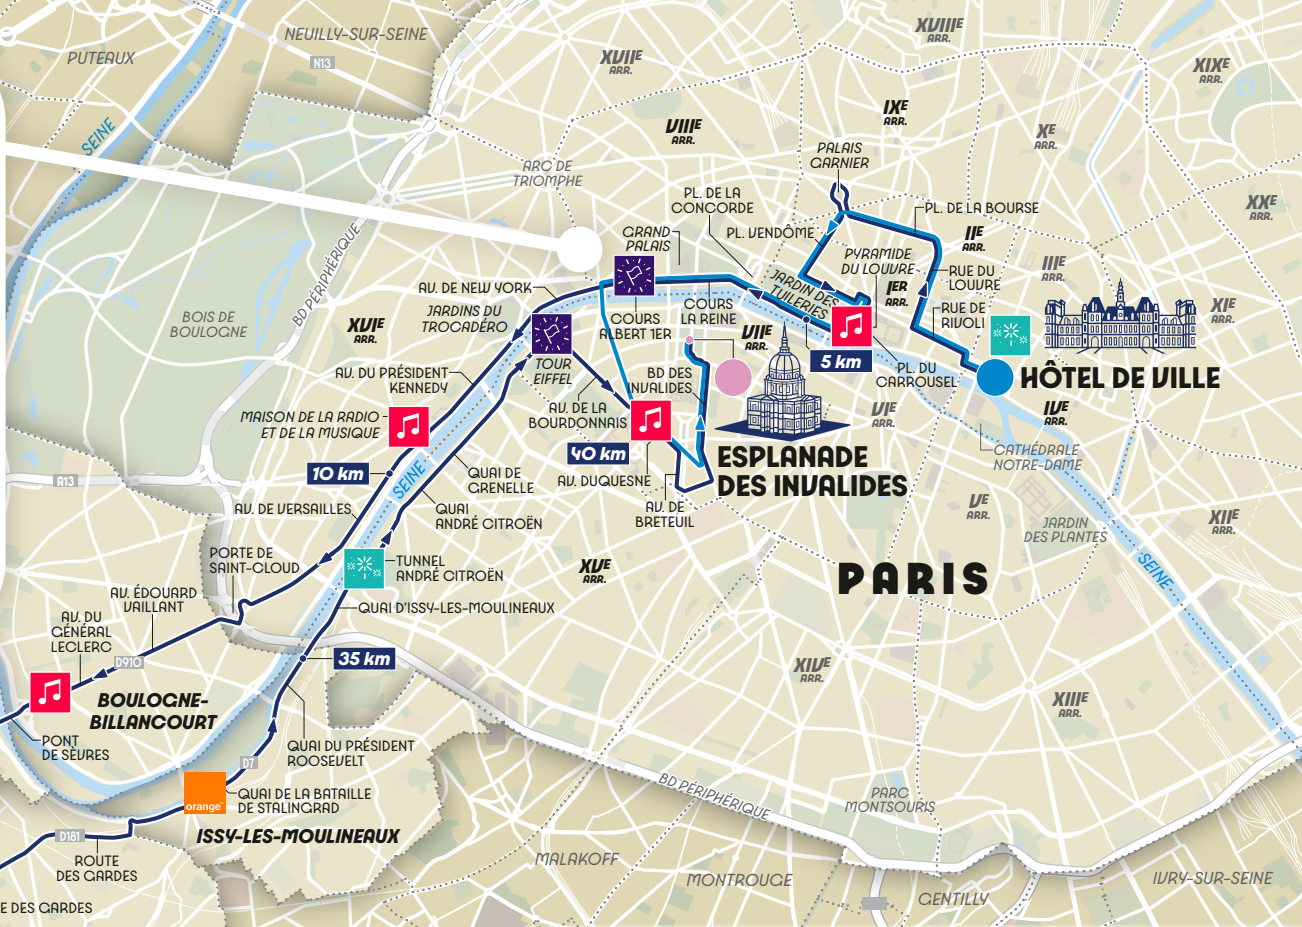 NEUILLY-SUR-SEINE
PUTEAUX
N13
SEINE
XVIIE
ARR.
XVIIIE
ARR.
XIXE
ARR.
VIIIE
ARR.
IXE
ARR.
XE
ARR.
PALAIS
GARNIER
ARC DE
TRIOMPHE
PL. DE LA
CONCORDE
PL. DE LA BOURSE
XXE
ARR.
GRAND
PALAIS
PL. VENDÔME
IIE
ARR.
BD PÉRIPHÉRIQUE
PYRAMIDE
DU LOUVRE
IIIE
ARR.
RUE DU
LOUVRE
AV. DE NEW YORK
JARDIN DES
TUILERIES
IER
ARR.
JARDINS DU
TROCADÉRO
COURS
ALBERT 1ER
COURS
LA REINE
RUE DE
RIVOLI
XIE
ARR.
BOIS DE
BOULOGNE
XVIE
ARR.
VIIE
ARR.
5 km
TOUR
EIFFEL
AV. DU PRÉSIDENT
KENNEDY
BD DES
INVALIDES
PL. DU
CARROUSEL
HÔTEL DE VILLE
MAISON DE LA RADIO
ET DE LA MUSIQUE
AV. DE LA
BOURDONNAIS
VIE
ARR.
IVE
ARR.
40 km
ESPLANADE
DES INVALIDES
CATHÉDRALE
NOTRE-DAME
10 km
SEINE
QUAI DE
GRENELLE
AV. DUQUESNE
A13
AV. DE VERSAILLES
QUAI
ANDRÉ CITROËN
AV. DE
BRETEUIL
VE
ARR.
JARDIN
DES PLANTES
XIIE
ARR.
PORTE DE
SAINT-CLOUD
TUNNEL
ANDRÉ CITROËN
XVE
ARR.
PARIS
SEINE
AV. ÉDOUARD
VAILLANT
QUAI D'ISSY-LES-MOULINEAUX
AV. DU
GÉNÉRAL
LECLERC
D910
35 km
XIVE
ARR.
XIIIE
ARR.
BOULOGNE-
BILLANCOURT
PONT
DE SÈVRES
QUAI DU PRÉSIDENT
ROOSEVELT
D7
BD PÉRIPHÉRIQUE
orange
QUAI DE LA BATAILLE
DE STALINGRAD
PARC
MONTSOURIS
D181
ISSY-LES-MOULINEAUX
ROUTE
DES GARDES
MALAKOFF
MONTROUGE
GENTILLY
IVRY-SUR-SEINE
E DES GARDES